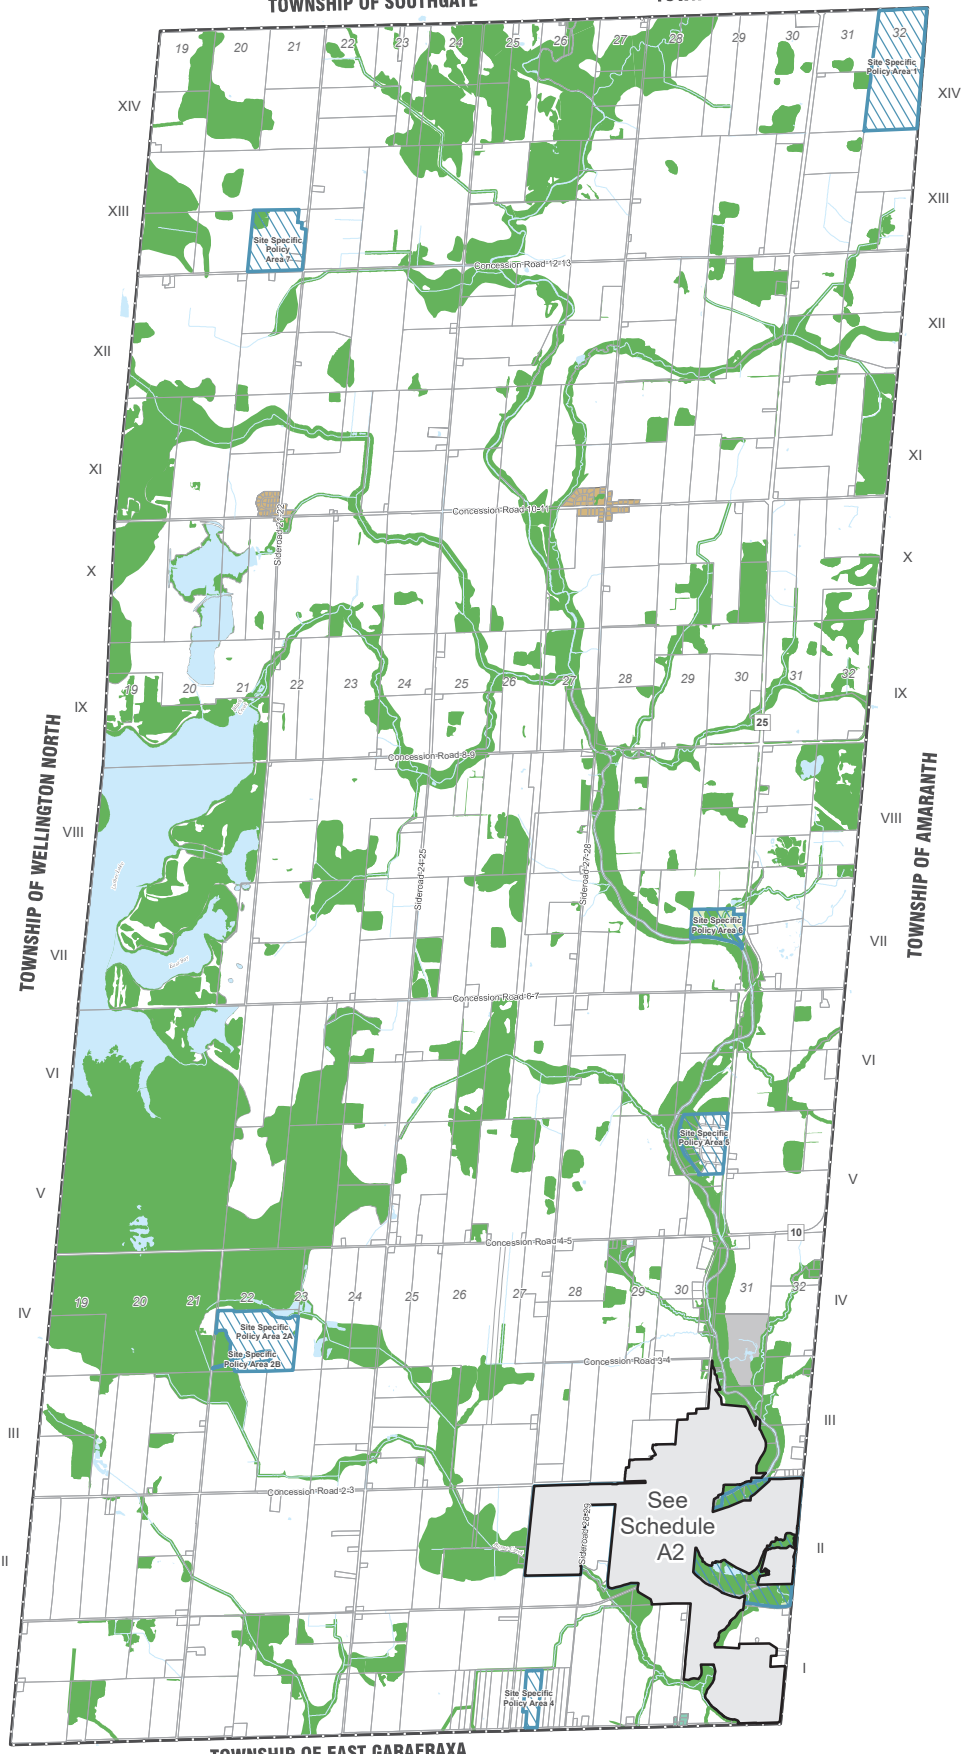 TOWNSHIP OF SOUTHGATE
19 20 21 22 23 24 25 26 27 28 29 30 31 32
Site Specific
Policy Area 1
XIV
XIV
XIII
XIII
Site Specific
Policy
Area 7
Concession Road 12-13
XII
XII
XI
XI
Concession Road 10-11
Sideroad 21-22
X
X
19 20 21 22 23 24 25 26 27 28 29 30 31 32
IX
IX
25
Concession Road 8-9
TOWNSHIP OF WELLINGTON NORTH
TOWNSHIP OF AMARANTH
VIII
VIII
Sideroad 24-25
Sideroad 27-28
Site Specific
Policy Area 6
VII
VII
Concession Road 6-7
VI
VI
Site Specific
Policy Area 5
V
V
10
Concession Road 4-5
19 20 21 22 23 24 25 26 27 28 29 30 31 32
IV
IV
Site Specific
Policy Area 2A
Site Specific
Policy Area 2B
Concession Road 3-4
III
III
Concession Road 2-3
See
Schedule
A2
Sideroad 28-29
II
II
I
Site Specific
Policy Area 4
TOWNSHIP OF EAST GARAFRAXA